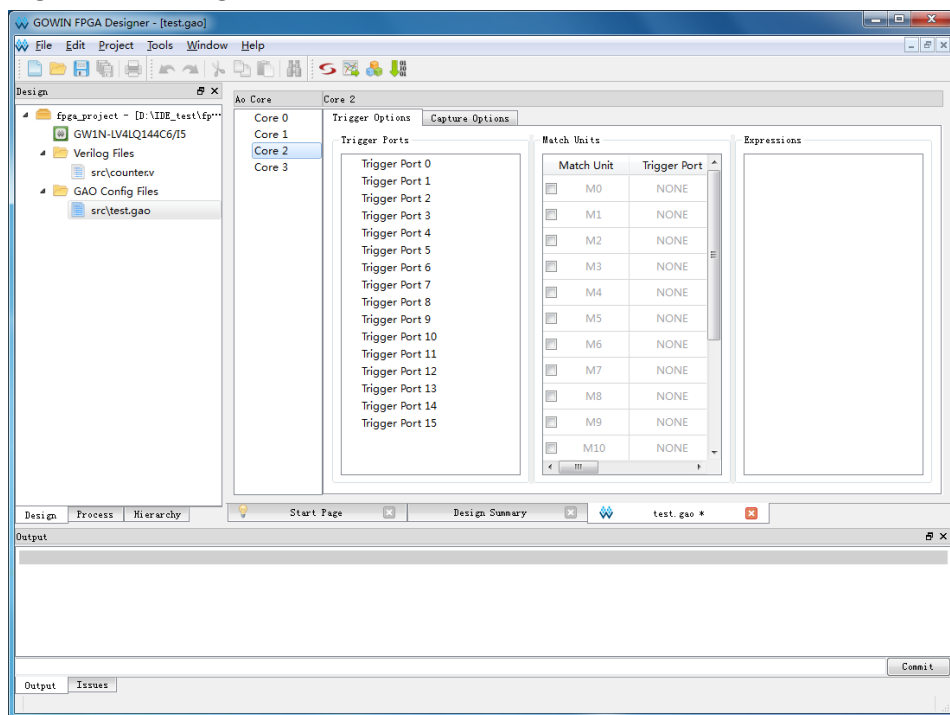 GOWIN FPGA Designer - [test.gao]
File Edit Project Tools Window Help
Design
fpga_project - [D:\IDE_test\fp...
GW1N-LV4LQ144C6/I5
Verilog Files
src\counter.v
GAO Config Files
src\test.gao
Design Process Hierarchy
Ao Core
Core 0
Core 1
Core 2
Core 3
Core 2
Trigger Options Capture Options
Trigger Ports
Trigger Port 0
Trigger Port 1
Trigger Port 2
Trigger Port 3
Trigger Port 4
Trigger Port 5
Trigger Port 6
Trigger Port 7
Trigger Port 8
Trigger Port 9
Trigger Port 10
Trigger Port 11
Trigger Port 12
Trigger Port 13
Trigger Port 14
Trigger Port 15
Match Units
Match Unit Trigger Port
M0 NONE
M1 NONE
M2 NONE
M3 NONE
M4 NONE
M5 NONE
M6 NONE
M7 NONE
M8 NONE
M9 NONE
M10 NONE
Expressions
Start Page Design Summary test.gao *
Output
Commit
Output Issues